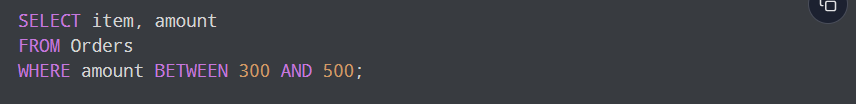 SELECT item, amount
FROM Orders
WHERE amount BETWEEN 300 AND 500;